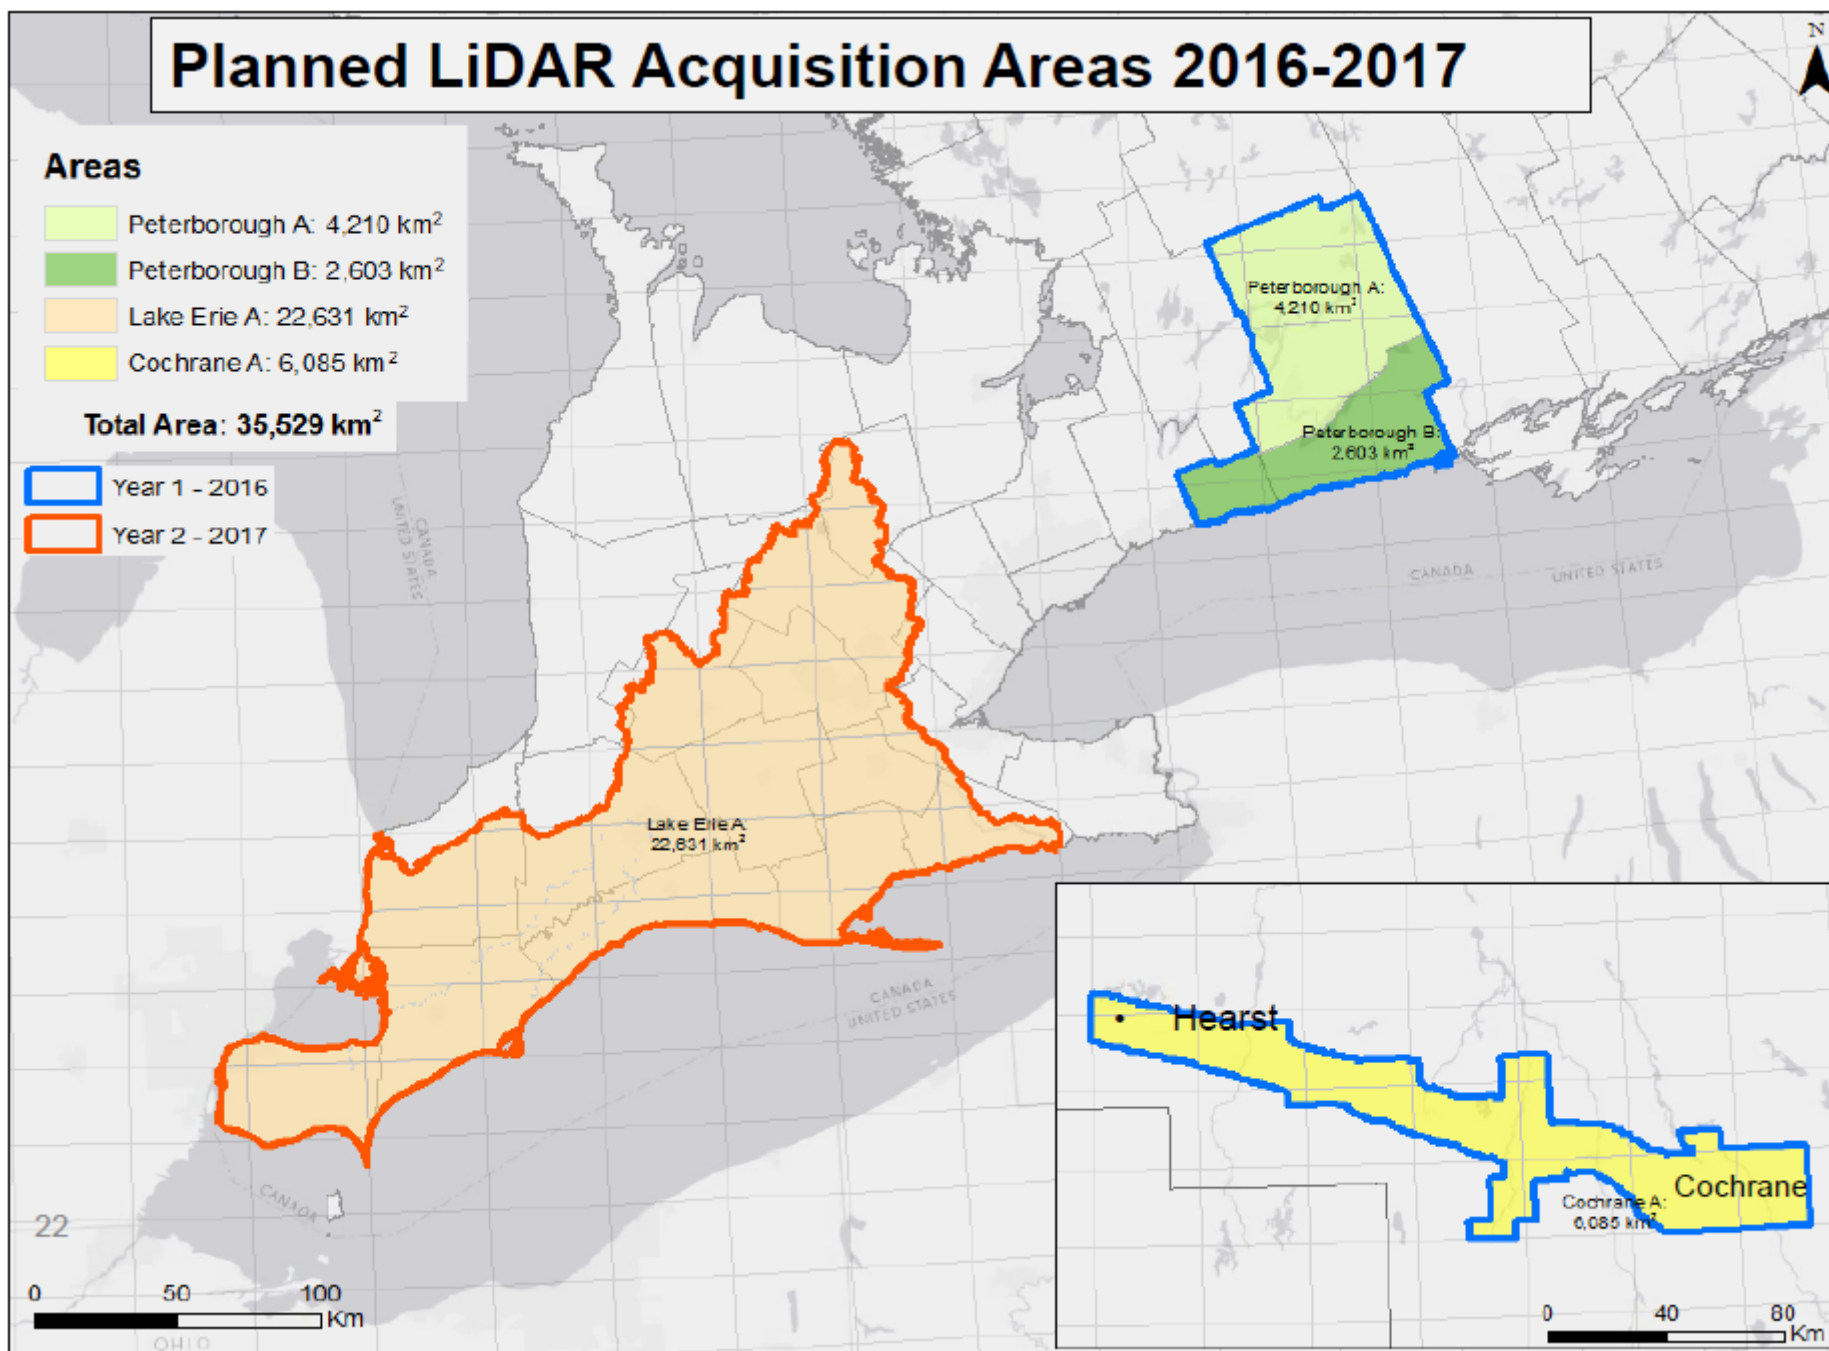 Planned LiDAR Acquisition Areas 2016-2017
N
Areas
Peterborough A: 4,210 km²
Peterborough B: 2,603 km²
Lake Erie A: 22,631 km²
Cochrane A: 6,085 km²
Total Area: 35,529 km²
Year 1 - 2016
Year 2 - 2017
Peterborough A:
4,210 km²
Peterborough B:
2,603 km²
CANADA
UNITED STATES
CANADA
UNITED STATES
Lake Erie A:
22,631 km²
CANADA
UNITED STATES
CANADA
Hearst
Cochrane
Cochrane A:
6,085 km²
22
0 50 100
Km
OHIO
0 40 80
Km